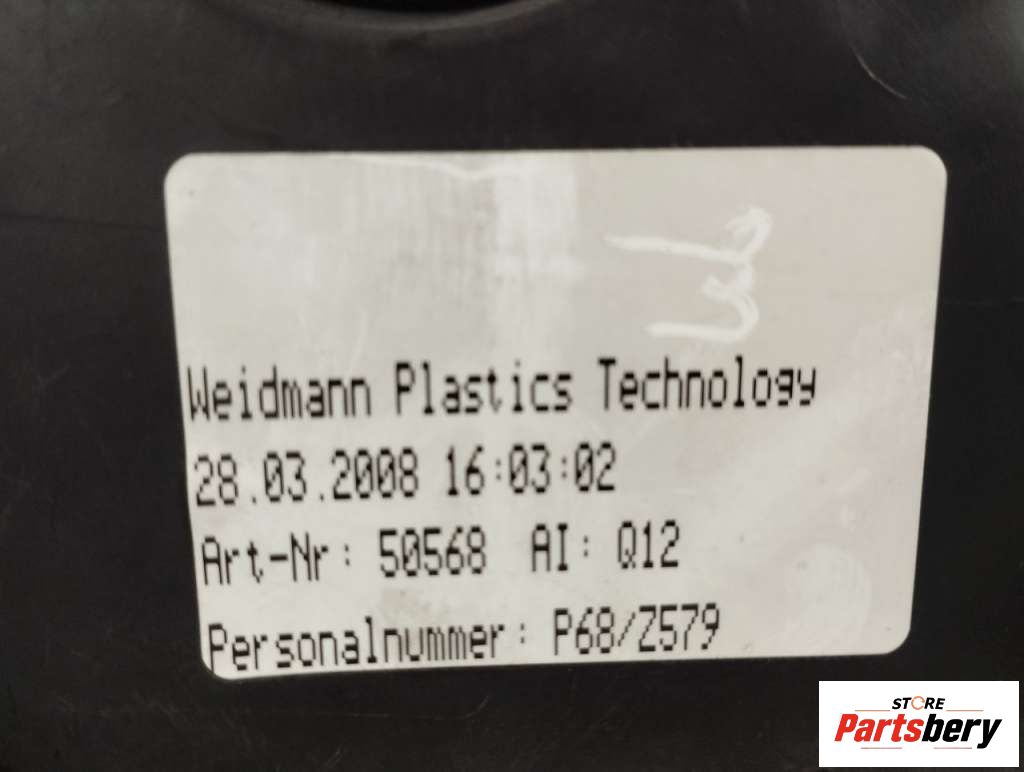 Weidmann Plastics Technology
28.03.2008 16:03:02
Art-Nr: 50568 AI: Q12
Personalnummer: P68/Z579
STORE
Partsbery